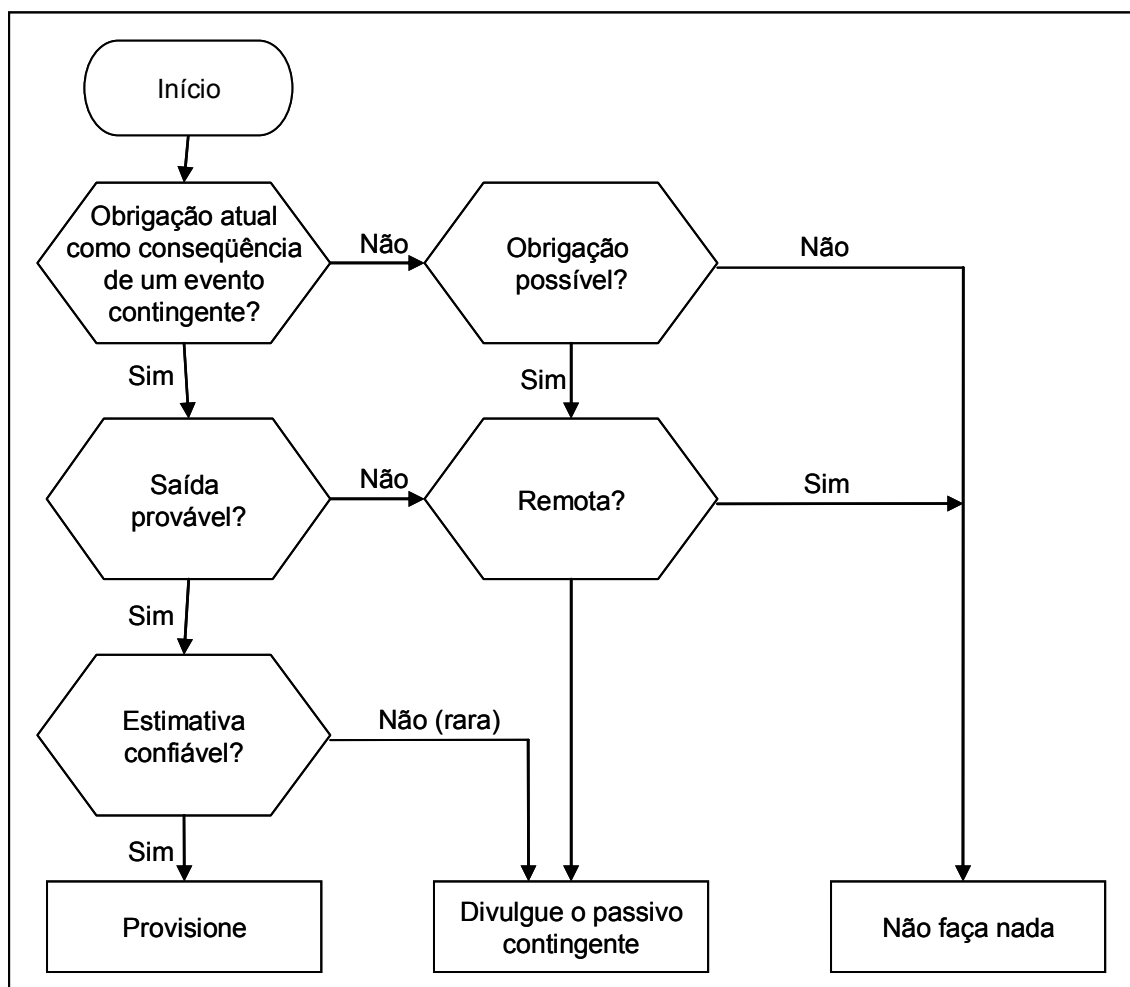 Início
Obrigação atual
como conseqüência
de um evento
contingente?
Não
Obrigação
possível?
Não
Sim
Sim
Saída
provável?
Não
Remota?
Sim
Sim
Estimativa
confiável?
Não (rara)
Sim
Provisione
Divulgue o passivo
contingente
Não faça nada